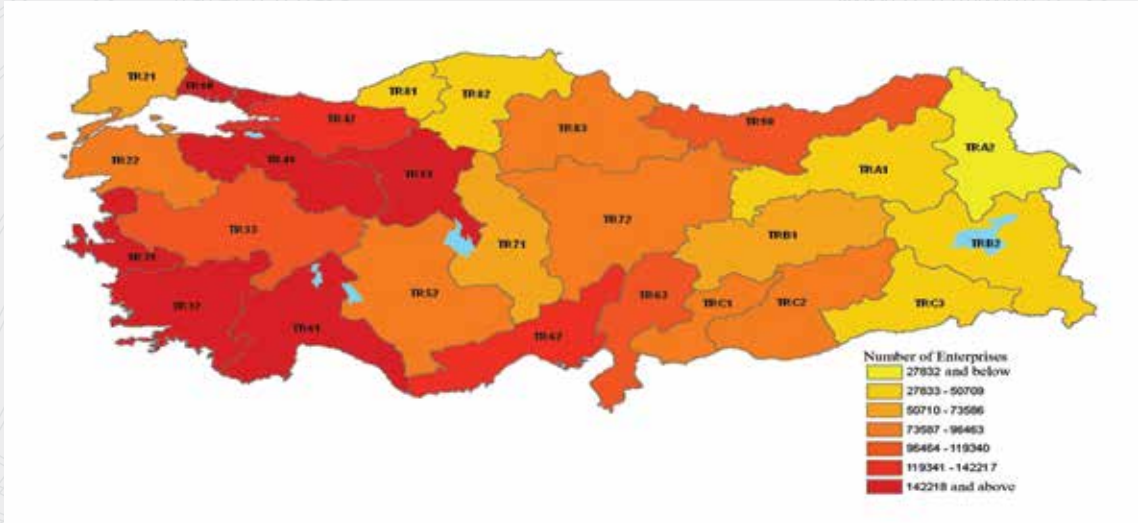 TR21
TR10
TR81
TR82
TR42
TR83
TR90
TRA2
TR22
TR41
TR51
TRA1
TR72
TR33
TRB1
TR71
TRB2
TR31
TR52
TR63
TRC1
TRC2
TRC3
TR32
TR61
TR62
Number of Enterprises
27832 and below
27833 - 50709
50710 - 73586
73587 - 96463
96464 - 119340
119341 - 142217
142218 and above